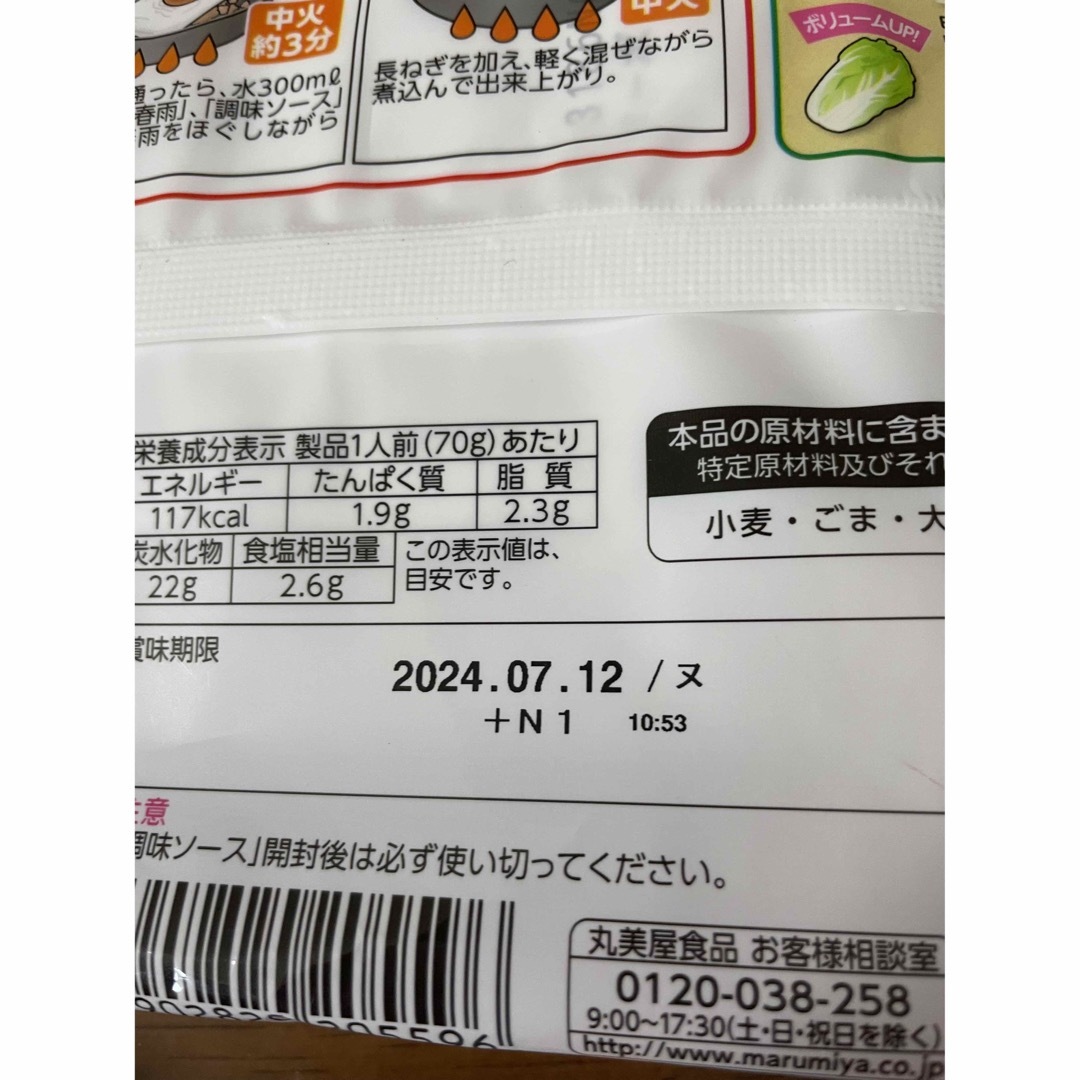 中火
約3分
ったら、水300mℓ
春雨」、「調味ソース」
雨をほぐしながら
中火
長ねぎを加え、軽く混ぜながら
煮込んで出来上がり。
ボリュームUP!
栄養成分表示 製品1人前(70g)あたり
エネルギー たんぱく質 脂質
117kcal 1.9g 2.3g
炭水化物 食塩相当量
22g 2.6g
この表示値は、
目安です。
本品の原材料に含ま
特定原材料及びそれ
小麦・ごま・大
賞味期限
2024.07.12 /ヌ
+N1 10:53
注意
調味ソース」開封後は必ず使い切ってください。
丸美屋食品 お客様相談室
0120-038-258
9:00~17:30(土・日・祝日を除く)
http://www.marumiya.co.jp